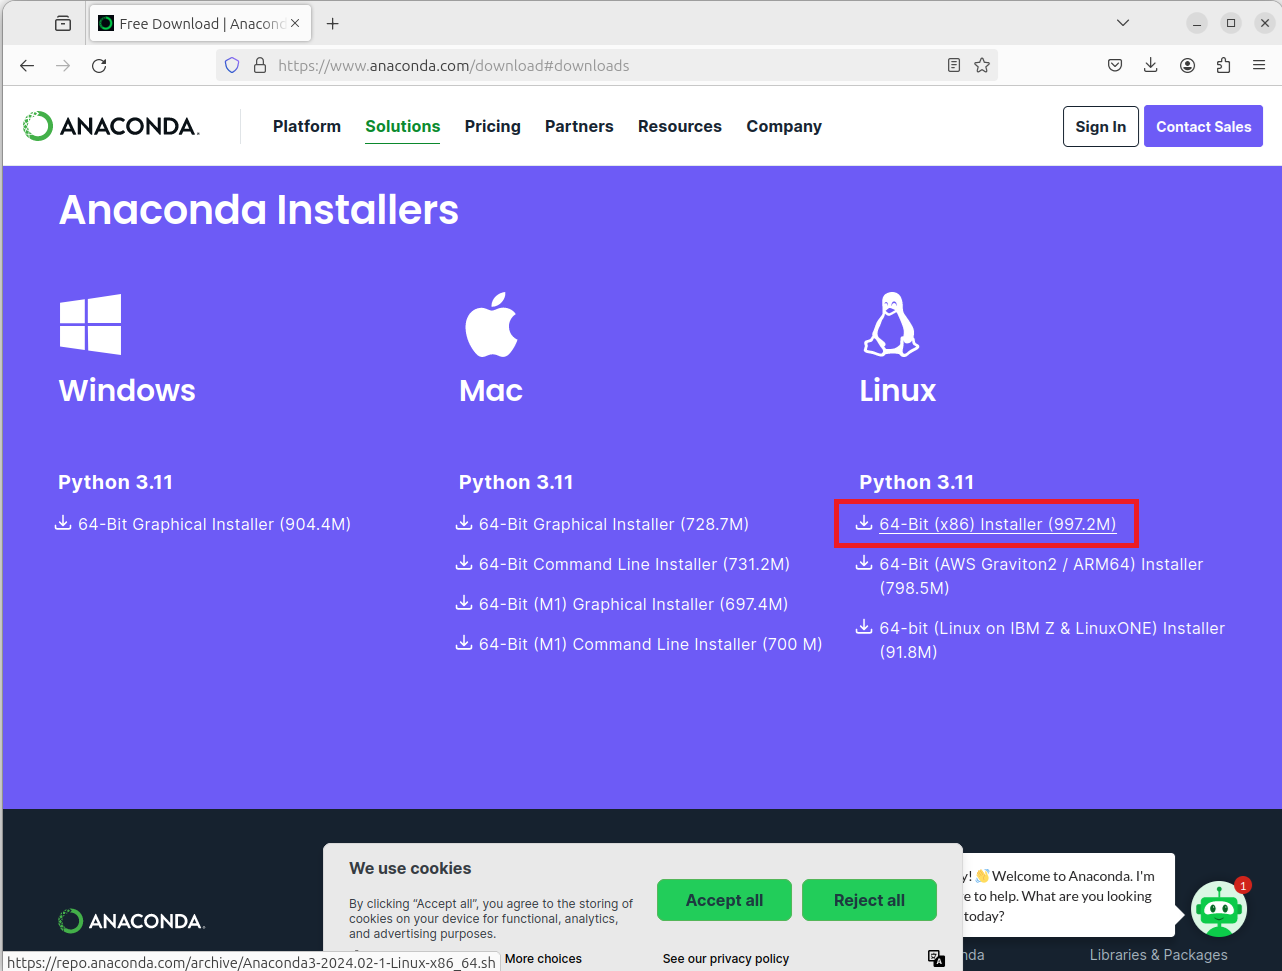 Free Download | Anacond
https://www.anaconda.com/download#downloads
ANACONDA.
Platform
Solutions
Pricing
Partners
Resources
Company
Sign In
Contact Sales
Anaconda Installers
Windows
Python 3.11
64-Bit Graphical Installer (904.4M)
Mac
Python 3.11
64-Bit Graphical Installer (728.7M)
64-Bit Command Line Installer (731.2M)
64-Bit (M1) Graphical Installer (697.4M)
64-Bit (M1) Command Line Installer (700 M)
Linux
Python 3.11
64-Bit (x86) Installer (997.2M)
64-Bit (AWS Graviton2 / ARM64) Installer
(798.5M)
64-bit (Linux on IBM Z & LinuxONE) Installer
(91.8M)
ANACONDA.
We use cookies
By clicking “Accept all”, you agree to the storing of
cookies on your device for functional, analytics,
and advertising purposes.
Accept all
Reject all
More choices
See our privacy policy
y! 👋 Welcome to Anaconda. I'm
e to help. What are you looking
today?
1
nda
Libraries & Packages
https://repo.anaconda.com/archive/Anaconda3-2024.02-1-Linux-x86_64.sh